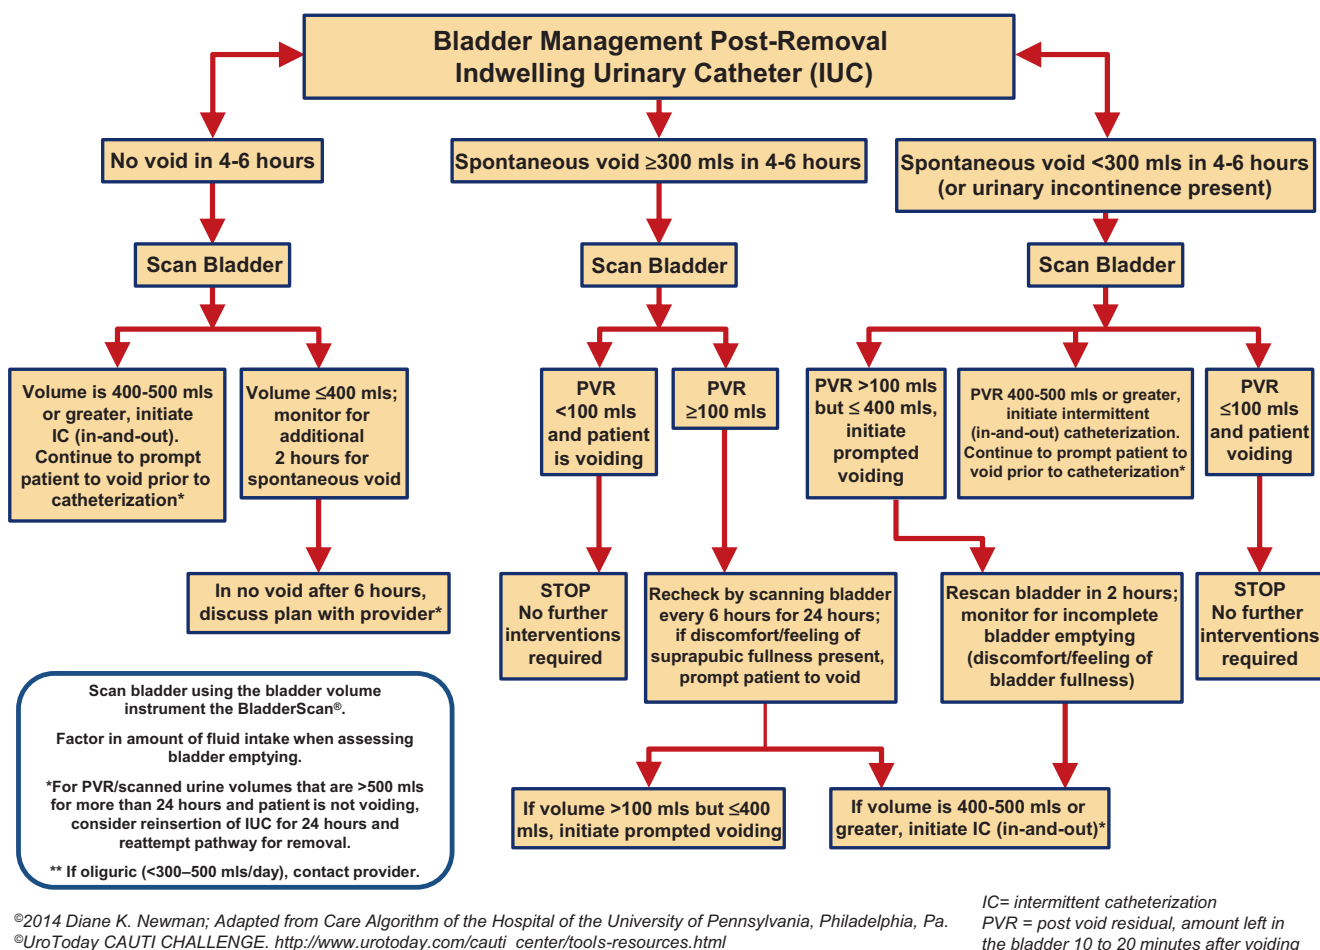 Bladder Management Post-Removal
Indwelling Urinary Catheter (IUC)
No void in 4-6 hours
Spontaneous void ≥300 mls in 4-6 hours
Spontaneous void <300 mls in 4-6 hours
(or urinary incontinence present)
Scan Bladder
Scan Bladder
Scan Bladder
Volume is 400-500 mls
or greater, initiate
IC (in-and-out).
Continue to prompt
patient to void prior to
catheterization*
Volume ≤400 mls;
monitor for
additional
2 hours for
spontaneous void
PVR
<100 mls
and patient
is voiding
PVR
≥100 mls
PVR >100 mls
but ≤ 400 mls,
initiate
prompted
voiding
PVR 400-500 mls or greater,
initiate intermittent
(in-and-out) catheterization.
Continue to prompt patient to
void prior to catheterization*
PVR
≤100 mls
and patient
voiding
In no void after 6 hours,
discuss plan with provider*
STOP
No further
interventions
required
Recheck by scanning bladder
every 6 hours for 24 hours;
if discomfort/feeling of
suprapubic fullness present,
prompt patient to void
Rescan bladder in 2 hours;
monitor for incomplete
bladder emptying
(discomfort/feeling of
bladder fullness)
STOP
No further
interventions
required
If volume >100 mls but ≤400
mls, initiate prompted voiding
If volume is 400-500 mls or
greater, initiate IC (in-and-out)*
Scan bladder using the bladder volume
instrument the BladderScan®.
Factor in amount of fluid intake when assessing
bladder emptying.
*For PVR/scanned urine volumes that are >500 mls
for more than 24 hours and patient is not voiding,
consider reinsertion of IUC for 24 hours and
reattempt pathway for removal.
** If oliguric (<300–500 mls/day), contact provider.
©2014 Diane K. Newman; Adapted from Care Algorithm of the Hospital of the University of Pennsylvania, Philadelphia, Pa.
©UroToday CAUTI CHALLENGE. http://www.urotoday.com/cauti_center/tools-resources.html
IC= intermittent catheterization
PVR = post void residual, amount left in
the bladder 10 to 20 minutes after voiding